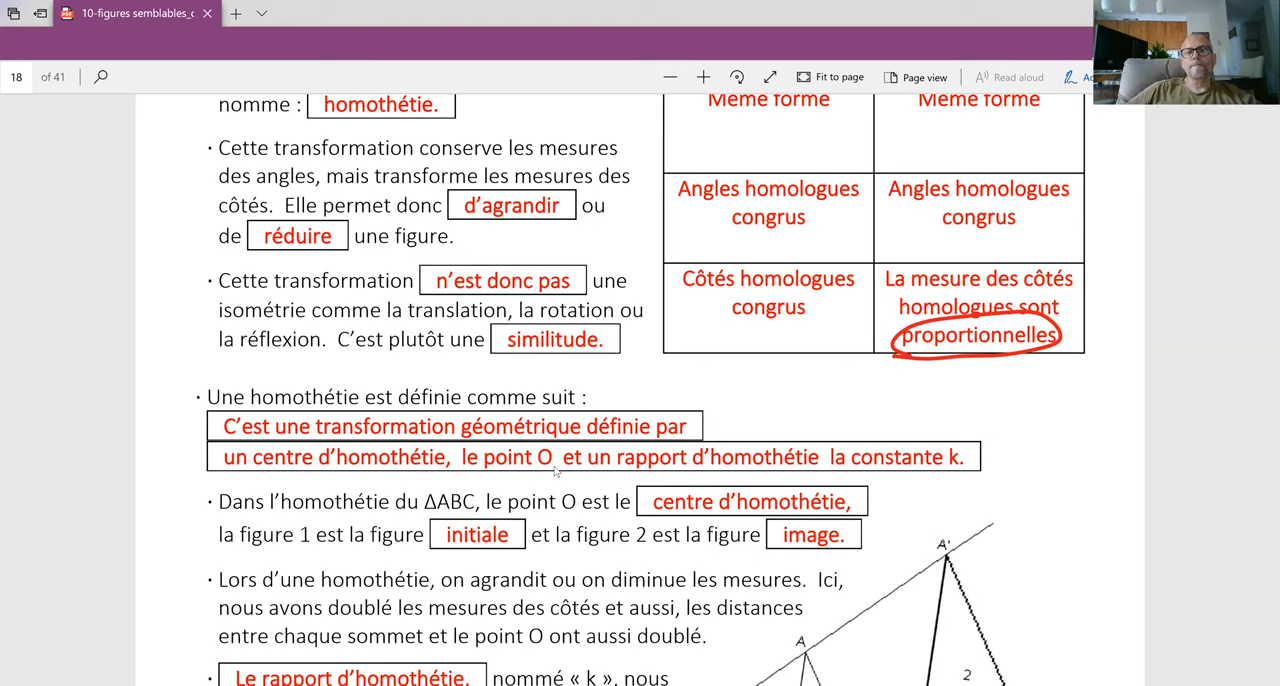 10-figures semblables_c
18 of 41
Fit to page
Page view
Read aloud
nomme : homothétie.
· Cette transformation conserve les mesures
des angles, mais transforme les mesures des
côtés. Elle permet donc d'agrandir ou
de réduire une figure.
· Cette transformation n'est donc pas une
isométrie comme la translation, la rotation ou
la réflexion. C'est plutôt une similitude.
Même forme
Même forme
Angles homologues
congrus
Angles homologues
congrus
Côtés homologues
congrus
La mesure des côtés
homologues sont
proportionnelles
· Une homothétie est définie comme suit :
C'est une transformation géométrique définie par
un centre d'homothétie, le point O et un rapport d'homothétie la constante k.
· Dans l'homothétie du ΔABC, le point O est le centre d'homothétie,
la figure 1 est la figure initiale et la figure 2 est la figure image.
· Lors d'une homothétie, on agrandit ou on diminue les mesures. Ici,
nous avons doublé les mesures des côtés et aussi, les distances
entre chaque sommet et le point O ont aussi doublé.
· Le rapport d'homothétie, nommé « k », nous
A'
A
2